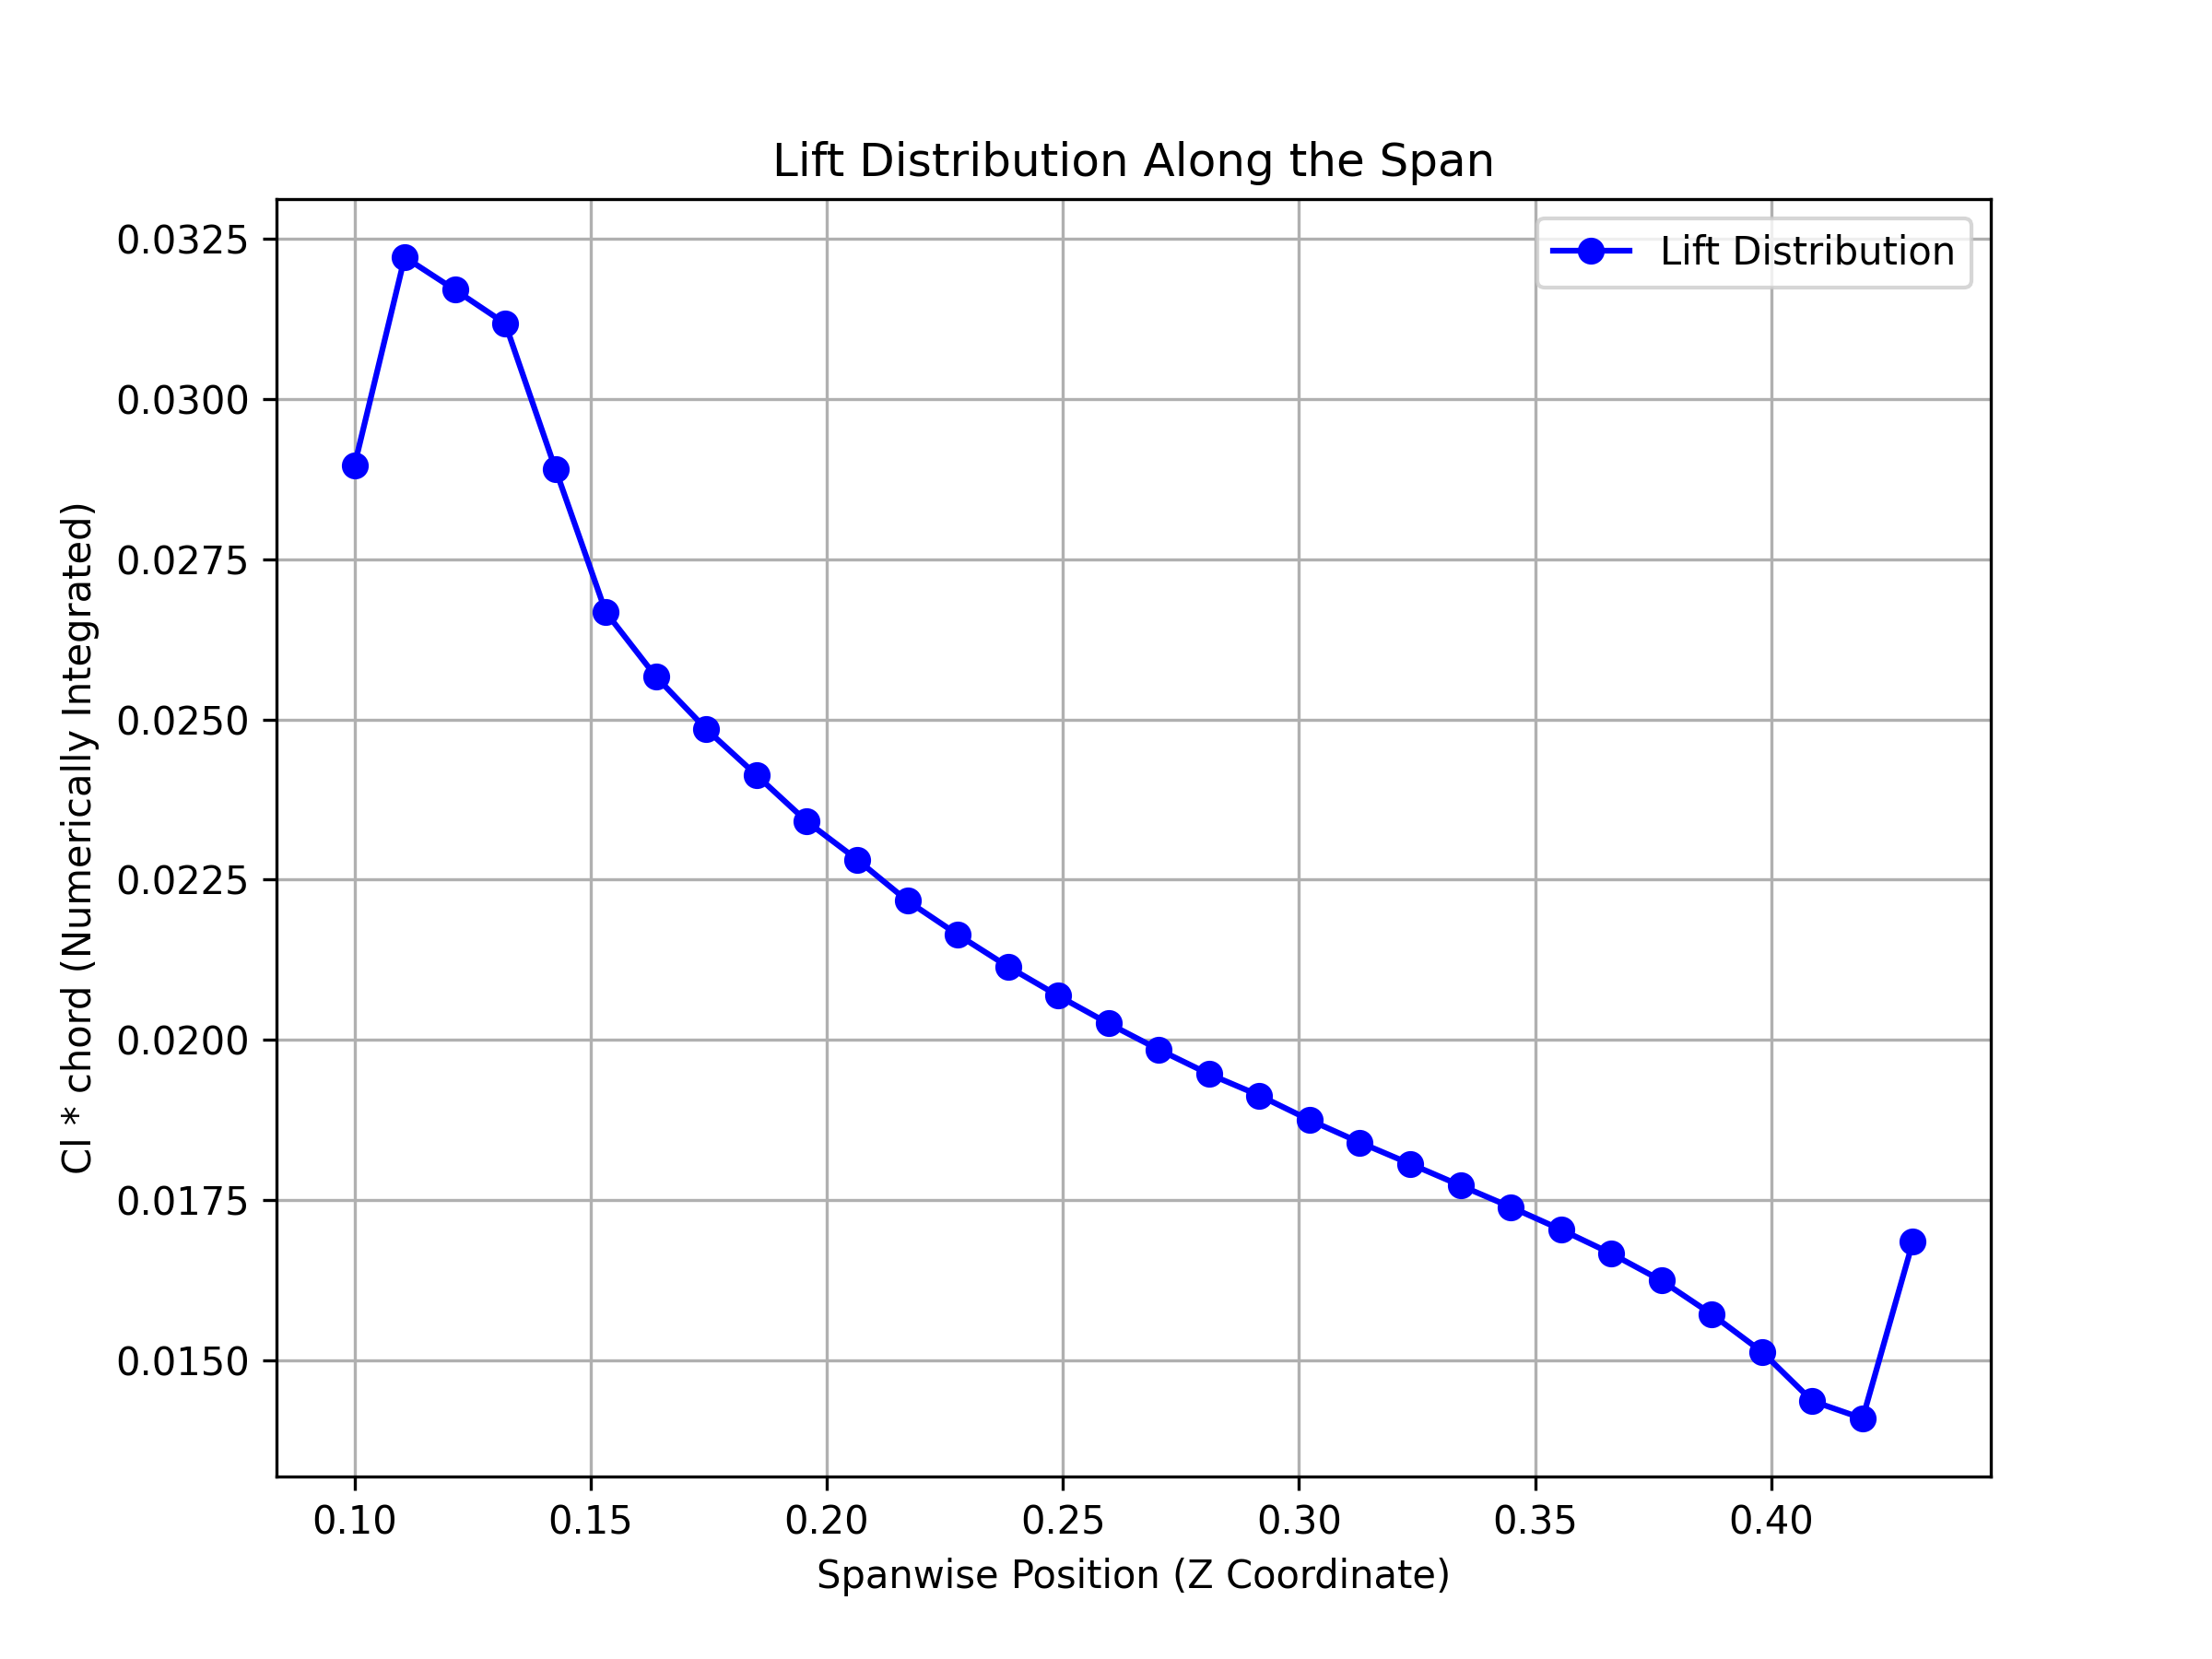 Lift Distribution Along the Span
Lift Distribution
Cl * chord (Numerically Integrated)
0.0325
0.0300
0.0275
0.0250
0.0225
0.0200
0.0175
0.0150
0.10 0.15 0.20 0.25 0.30 0.35 0.40
Spanwise Position (Z Coordinate)